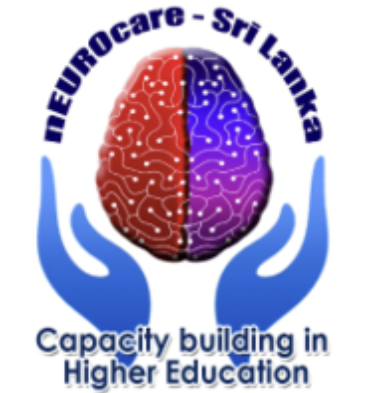 nEUROcare - Sri Lanka
Capacity building in
Higher Education